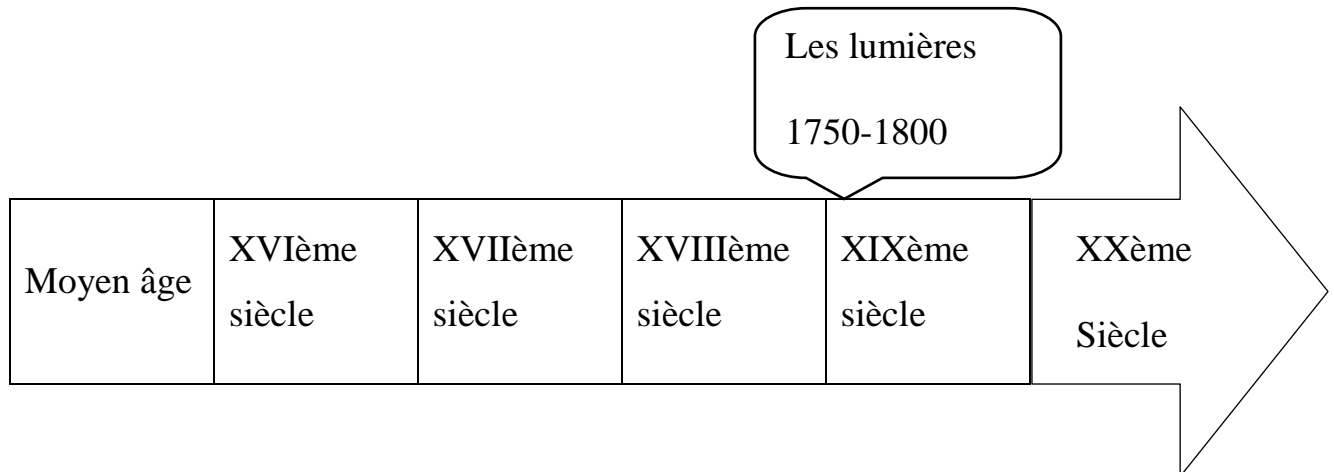 Les lumières
1750-1800
Moyen âge
XVIème
siècle
XVIIème
siècle
XVIIIème
siècle
XIXème
siècle
XXème
Siècle